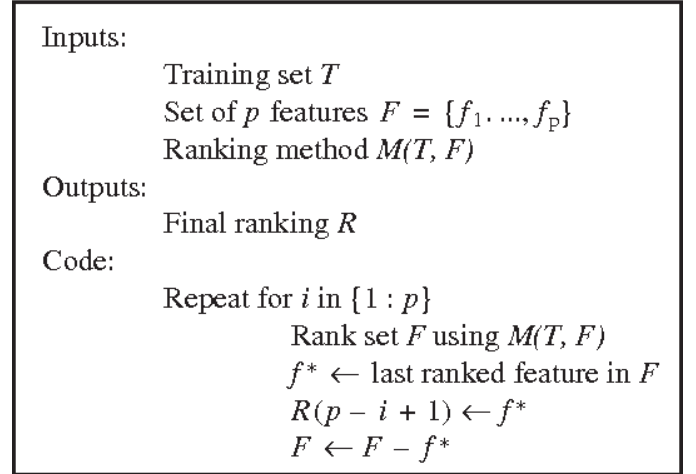 Inputs:
Training set T
Set of p features F = {f₁. ..., fₚ}
Ranking method M(T, F)
Outputs:
Final ranking R
Code:
Repeat for i in {1 : p}
Rank set F using M(T, F)
f* ← last ranked feature in F
R(p – i + 1) ← f*
F ← F – f*